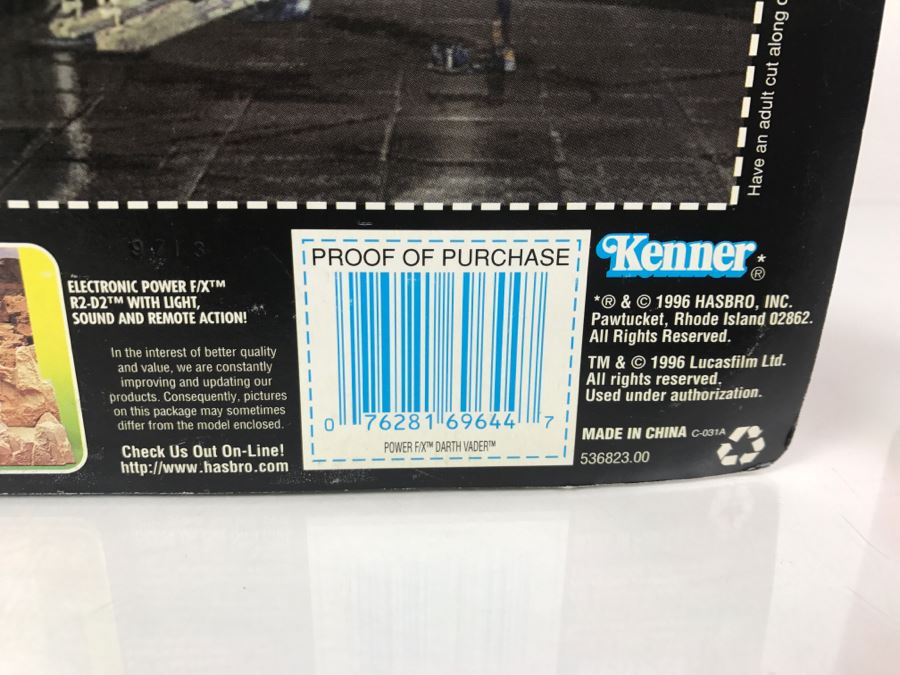 Have an adult cut along
ELECTRONIC POWER F/X™
R2-D2™ WITH LIGHT,
SOUND AND REMOTE ACTION!
In the interest of better quality
and value, we are constantly
improving and updating our
products. Consequently, pictures
on this package may sometimes
differ from the model enclosed.
Check Us Out On-Line!
http://www.hasbro.com
PROOF OF PURCHASE
0 76281 69644 7
POWER F/X™ DARTH VADER™
Kenner*®
*® & © 1996 HASBRO, INC.
Pawtucket, Rhode Island 02862.
All Rights Reserved.
TM & © 1996 Lucasfilm Ltd.
All rights reserved.
Used under authorization.
MADE IN CHINA C-031A
536823.00